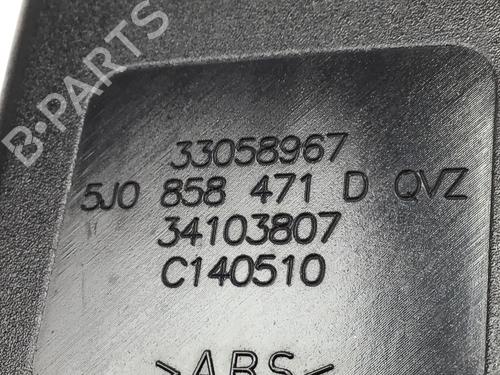 B-PARTS
33058967
5J0 858 471 D QVZ
34103807
C140510
>ABS<